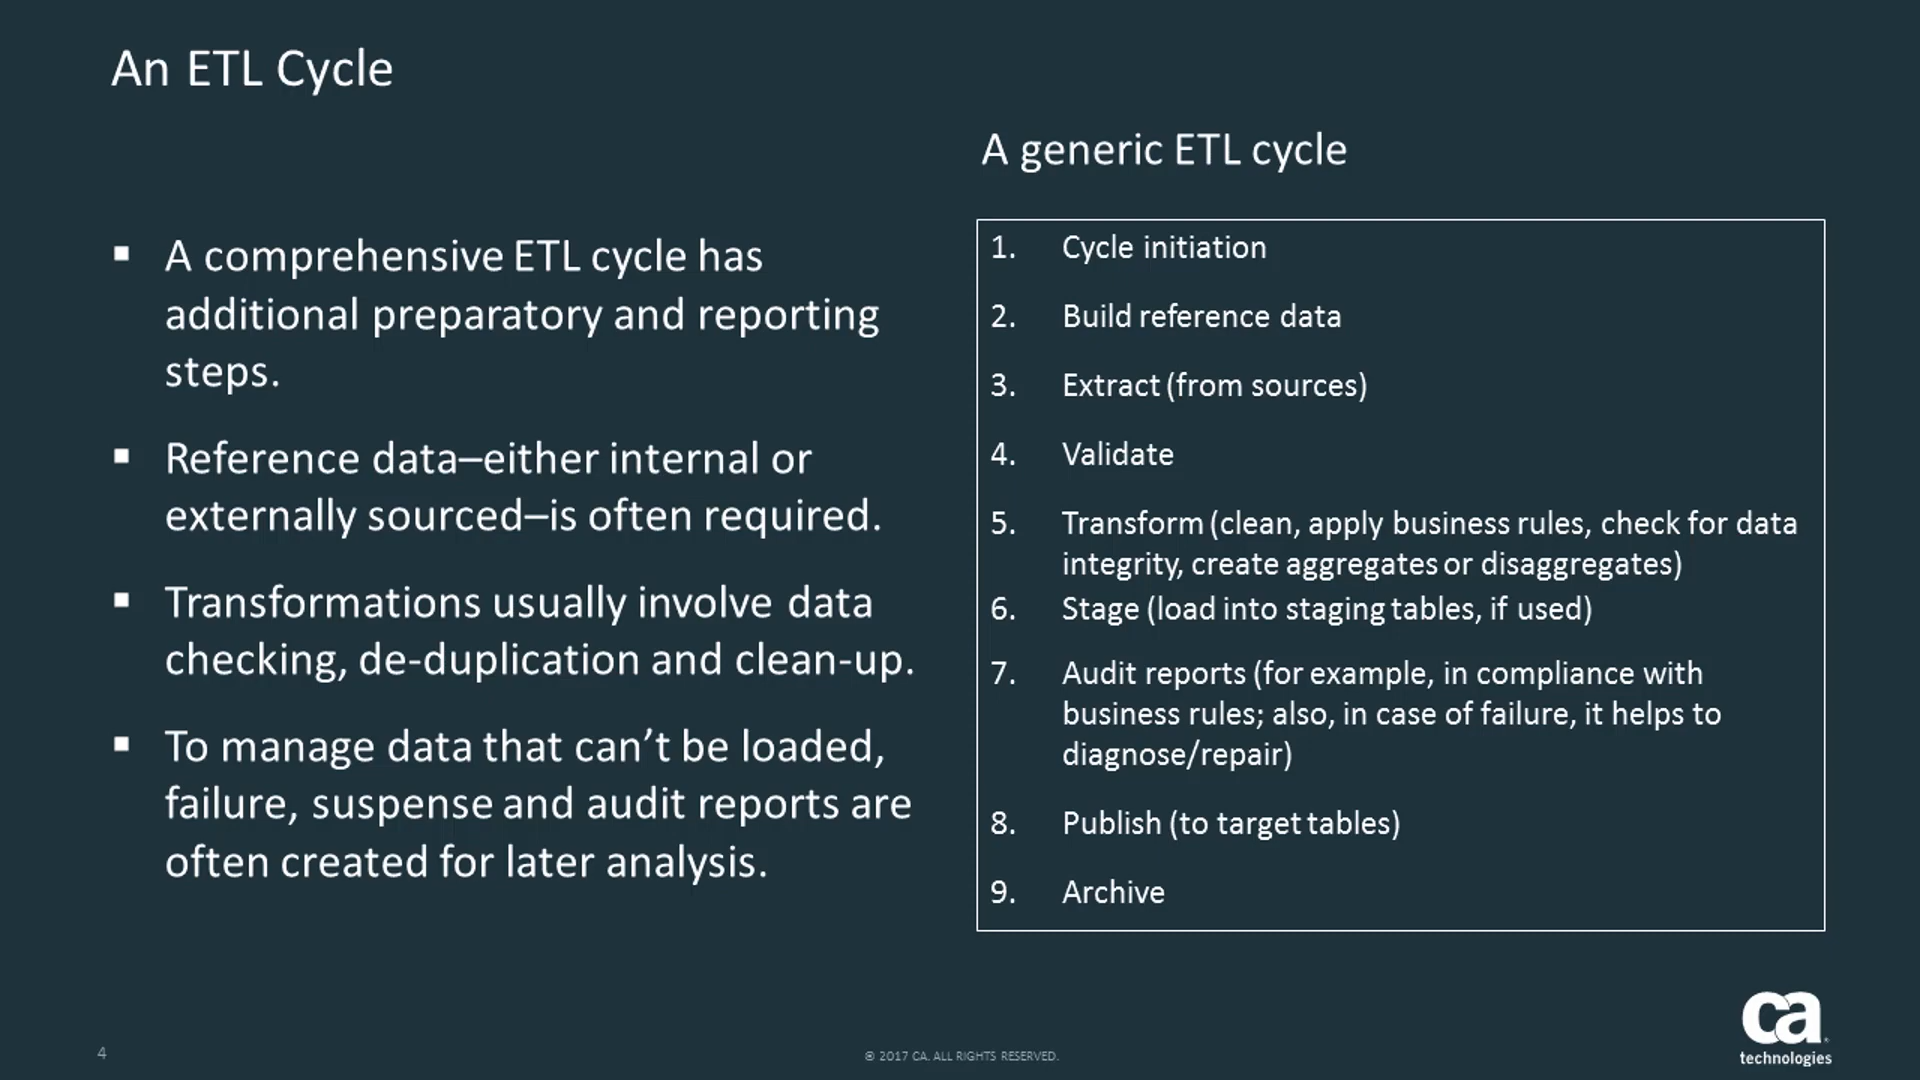 An ETL Cycle
▪ A comprehensive ETL cycle has
additional preparatory and reporting
steps.
▪ Reference data–either internal or
externally sourced–is often required.
▪ Transformations usually involve data
checking, de-duplication and clean-up.
▪ To manage data that can’t be loaded,
failure, suspense and audit reports are
often created for later analysis.
A generic ETL cycle
1. Cycle initiation
2. Build reference data
3. Extract (from sources)
4. Validate
5. Transform (clean, apply business rules, check for data
integrity, create aggregates or disaggregates)
6. Stage (load into staging tables, if used)
7. Audit reports (for example, in compliance with
business rules; also, in case of failure, it helps to
diagnose/repair)
8. Publish (to target tables)
9. Archive
4
© 2017 CA. ALL RIGHTS RESERVED.
ca
technologies